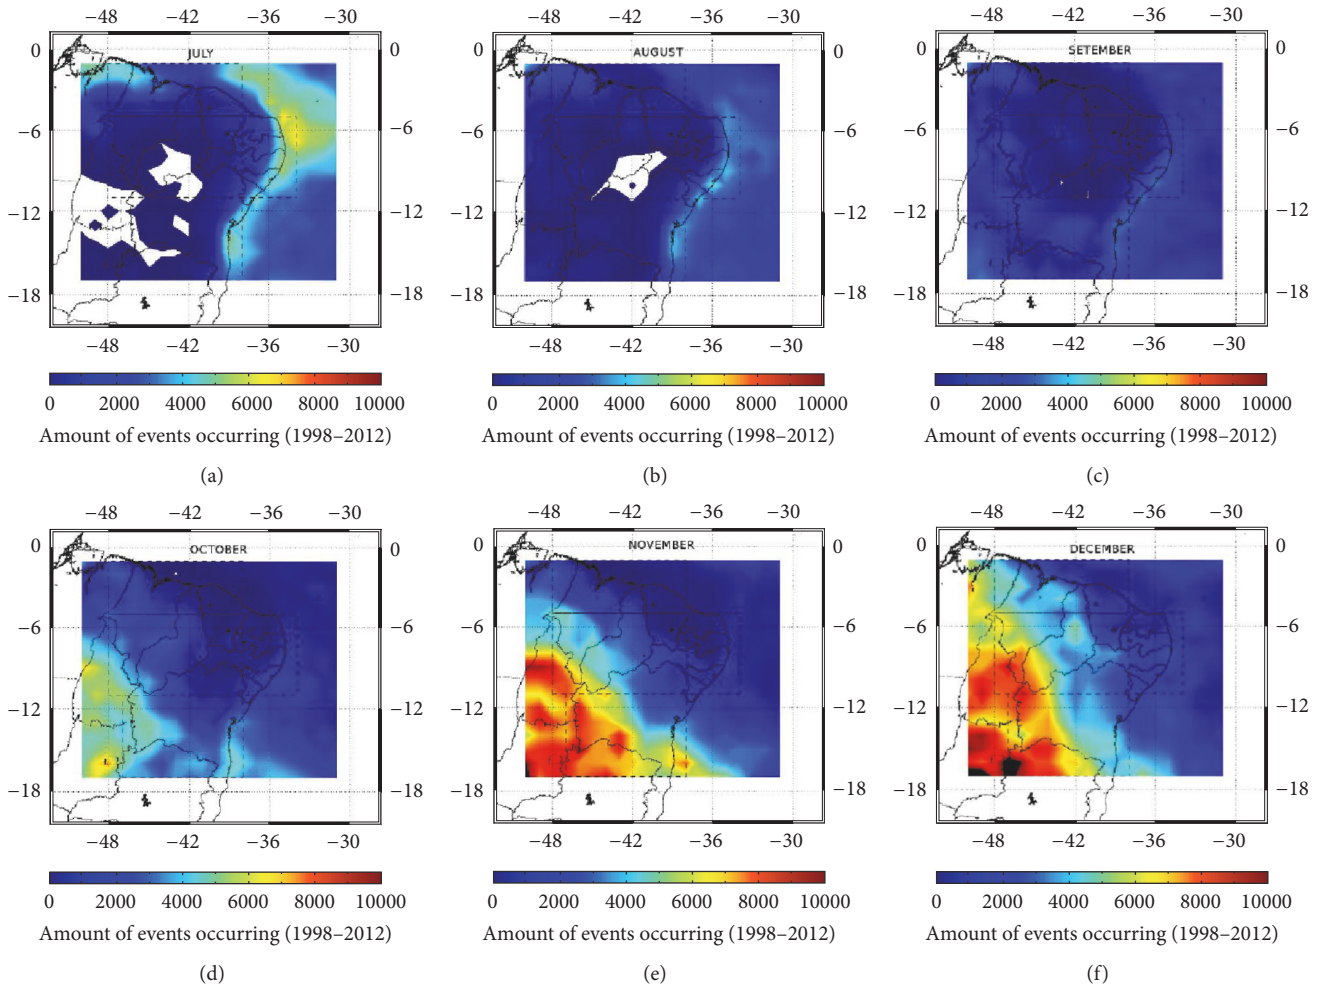 −48 −42 −36 −30
0 JULY 0
−6 −6
−12 −12
−18 −18
−48 −42 −36 −30
0 2000 4000 6000 8000 10000
Amount of events occurring (1998–2012)
(a)
−48 −42 −36 −30
0 AUGUST 0
−6 −6
−12 −12
−18 −18
−48 −42 −36 −30
0 2000 4000 6000 8000 10000
Amount of events occurring (1998–2012)
(b)
−48 −42 −36 −30
0 SETEMBER 0
−6 −6
−12 −12
−18 −18
−48 −42 −36 −30
0 2000 4000 6000 8000 10000
Amount of events occurring (1998–2012)
(c)
−48 −42 −36 −30
0 OCTOBER 0
−6 −6
−12 −12
−18 −18
−48 −42 −36 −30
0 2000 4000 6000 8000 10000
Amount of events occurring (1998–2012)
(d)
−48 −42 −36 −30
0 NOVEMBER 0
−6 −6
−12 −12
−18 −18
−48 −42 −36 −30
0 2000 4000 6000 8000 10000
Amount of events occurring (1998–2012)
(e)
−48 −42 −36 −30
0 DECEMBER 0
−6 −6
−12 −12
−18 −18
−48 −42 −36 −30
0 2000 4000 6000 8000 10000
Amount of events occurring (1998–2012)
(f)